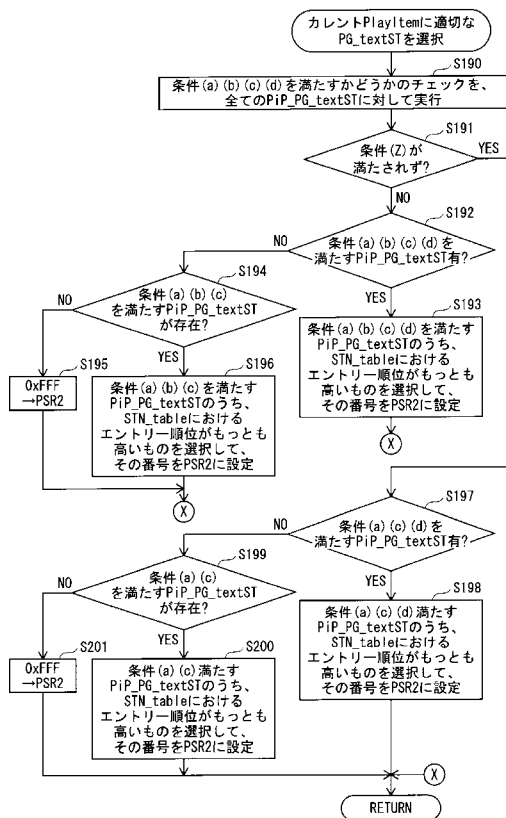 カレントPlayItemに適切な
PG_textSTを選択
S190
条件(a)(b)(c)(d)を満たすかどうかのチェックを、
全てのPiP_PG_textSTに対して実行
S191
条件(Z)が
満たされず?
YES
NO
S192
条件(a)(b)(c)(d)を
満たすPiP_PG_textST有?
NO
YES
S194
条件(a)(b)(c)
を満たすPiP_PG_textST
が存在?
NO
YES
S193
条件(a)(b)(c)(d)を満たす
PiP_PG_textSTのうち、
STN_tableにおける
エントリー順位がもっとも
高いものを選択して、
その番号をPSR2に設定
X
S195
0xFFF
→PSR2
S196
条件(a)(b)(c)を満たす
PiP_PG_textSTのうち、
STN_tableにおける
エントリー順位がもっとも
高いものを選択して、
その番号をPSR2に設定
X
S197
条件(a)(c)(d)を
満たすPiP_PG_textST有?
NO
YES
S199
条件(a)(c)
を満たすPiP_PG_textST
が存在?
NO
YES
S198
条件(a)(c)(d)満たす
PiP_PG_textSTのうち、
STN_tableにおける
エントリー順位がもっとも
高いものを選択して、
その番号をPSR2に設定
S201
0xFFF
→PSR2
S200
条件(a)(c)満たす
PiP_PG_textSTのうち、
STN_tableにおける
エントリー順位がもっとも
高いものを選択して、
その番号をPSR2に設定
X
RETURN